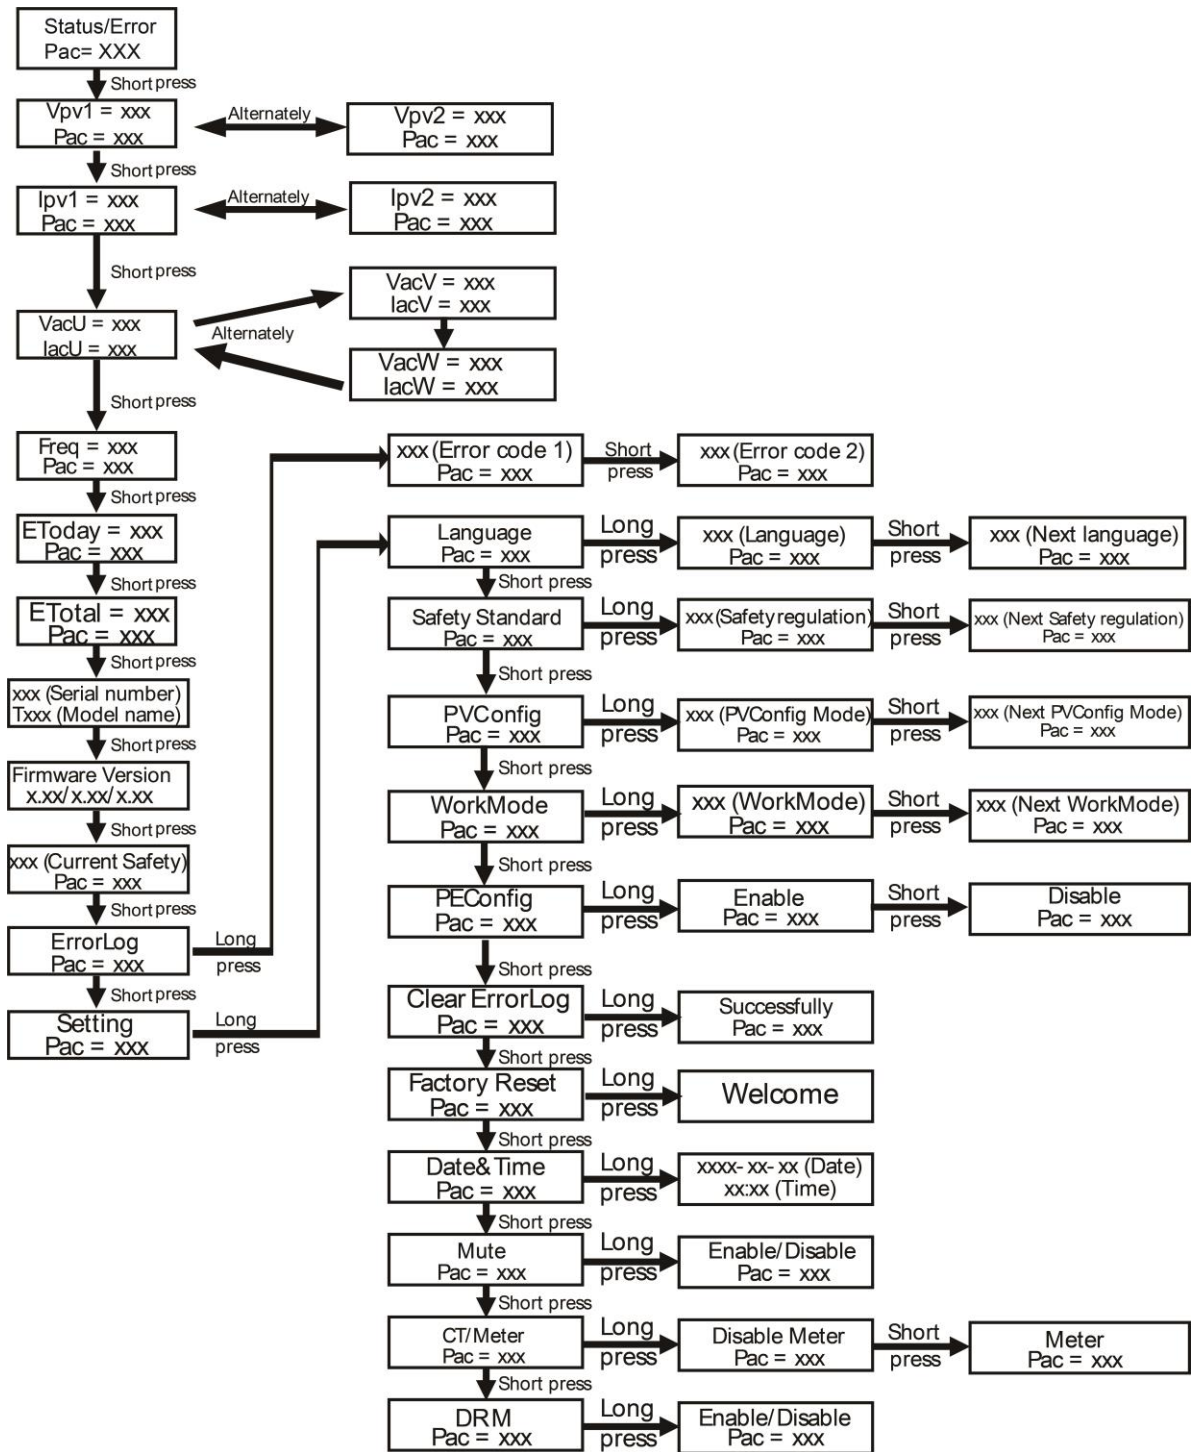 Status/Error
Pac= XXX
Short press
Vpv1 = xxx
Pac = xxx
Alternately
Vpv2 = xxx
Pac = xxx
Short press
Ipv1 = xxx
Pac = xxx
Alternately
Ipv2 = xxx
Pac = xxx
Short press
VacU = xxx
IacU = xxx
Alternately
VacV = xxx
IacV = xxx
VacW = xxx
IacW = xxx
Short press
Freq = xxx
Pac = xxx
Short press
EToday = xxx
Pac = xxx
Short press
ETotal = xxx
Pac = xxx
Short press
xxx (Serial number)
Txxx (Model name)
Short press
Firmware Version
x.xx/x.xx/x.xx
Short press
xxx (Current Safety)
Pac = xxx
Short press
ErrorLog
Pac = xxx
Long
press
Short press
Setting
Pac = xxx
Long
press
xxx (Error code 1)
Pac = xxx
Short
press
xxx (Error code 2)
Pac = xxx
Language
Pac = xxx
Long
press
xxx (Language)
Pac = xxx
Short
press
xxx (Next language)
Pac = xxx
Short press
Safety Standard
Pac = xxx
Long
press
xxx (Safety regulation)
Pac = xxx
Short
press
xxx (Next Safety regulation)
Pac = xxx
Short press
PVConfig
Pac = xxx
Long
press
xxx (PVConfig Mode)
Pac = xxx
Short
press
xxx (Next PVConfig Mode)
Pac = xxx
Short press
WorkMode
Pac = xxx
Long
press
xxx (WorkMode)
Pac = xxx
Short
press
xxx (Next WorkMode)
Pac = xxx
Short press
PEConfig
Pac = xxx
Long
press
Enable
Pac = xxx
Short
press
Disable
Pac = xxx
Short press
Clear ErrorLog
Pac = xxx
Long
press
Successfully
Pac = xxx
Short press
Factory Reset
Pac = xxx
Long
press
Welcome
Short press
Date&Time
Pac = xxx
Long
press
xxxx-xx-xx (Date)
xx:xx (Time)
Short press
Mute
Pac = xxx
Long
press
Enable/Disable
Pac = xxx
Short press
CT/Meter
Pac = xxx
Long
press
Disable Meter
Pac = xxx
Short
press
Meter
Pac = xxx
Short press
DRM
Pac = xxx
Long
press
Enable/Disable
Pac = xxx